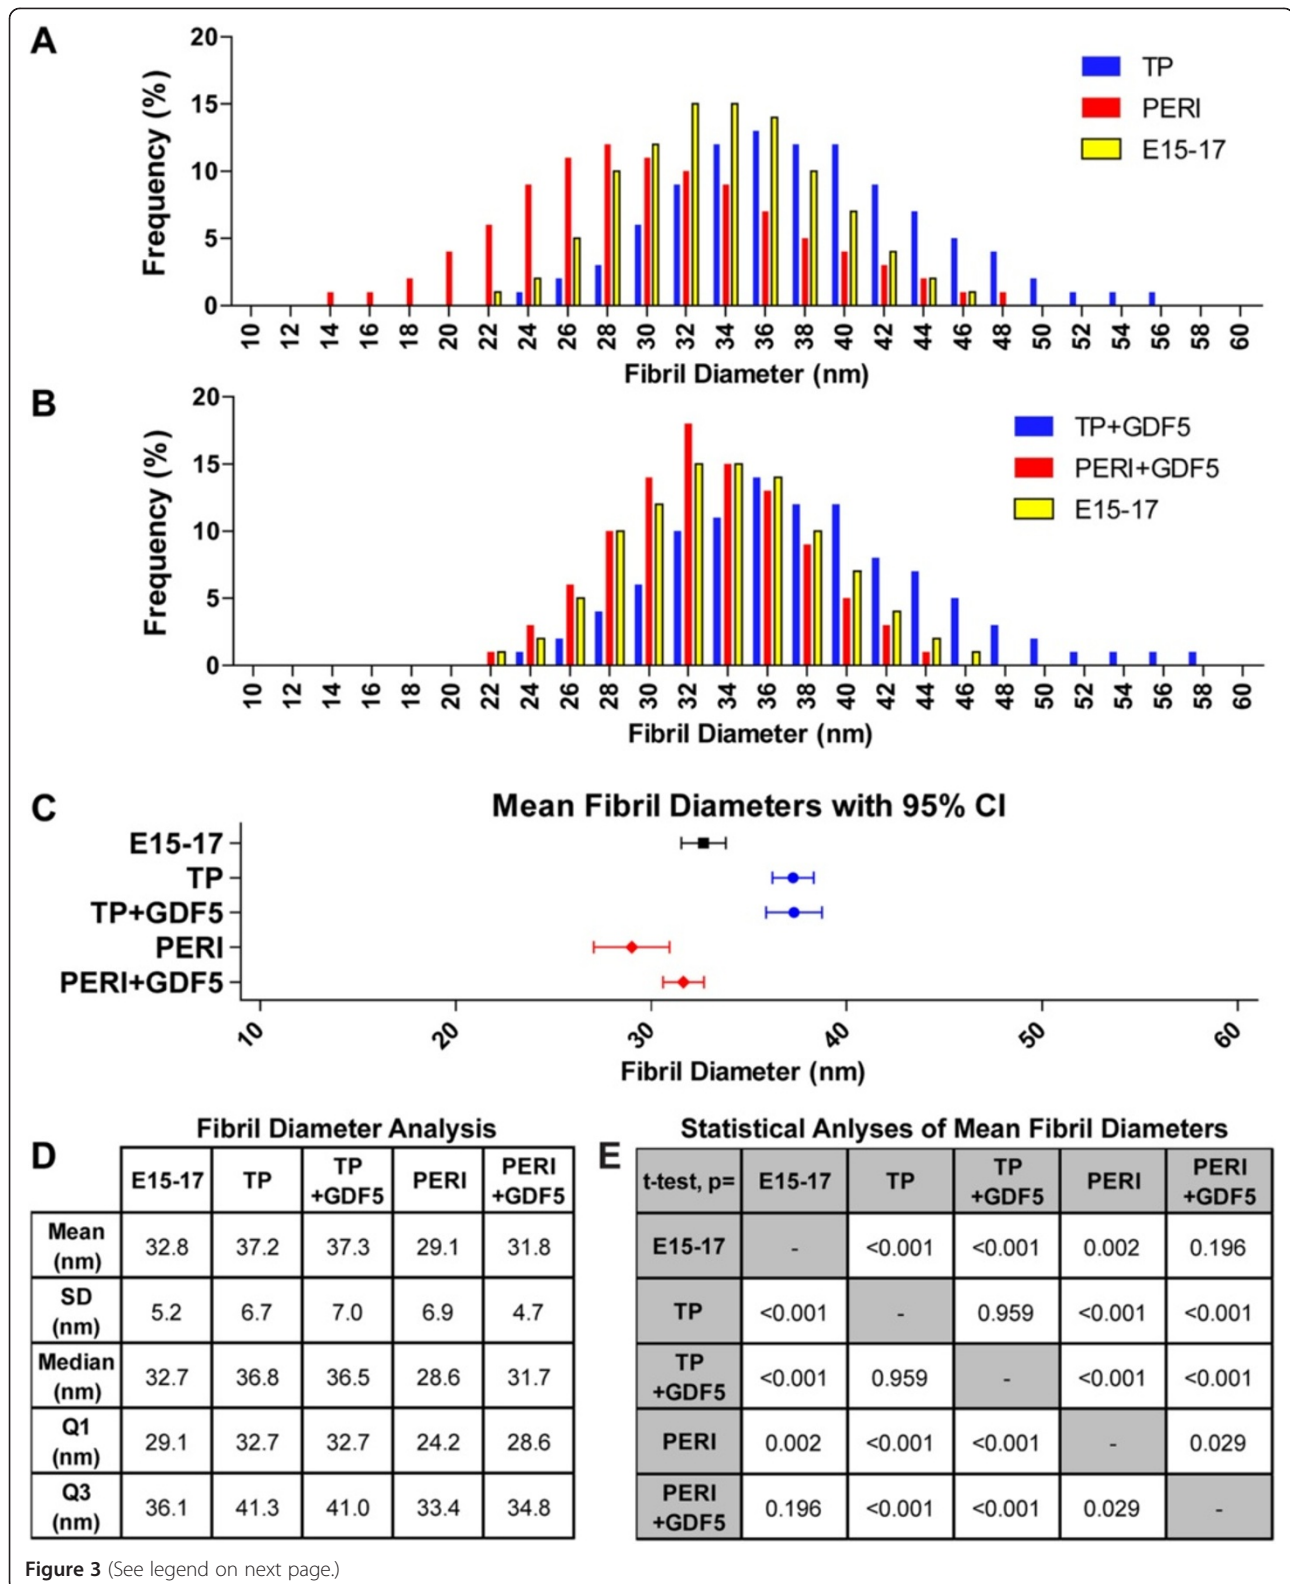 A
20
15
10
5
0
Frequency (%)
TP
PERI
E15-17
10 12 14 16 18 20 22 24 26 28 30 32 34 36 38 40 42 44 46 48 50 52 54 56 58 60
Fibril Diameter (nm)
B
20
15
10
5
0
Frequency (%)
TP+GDF5
PERI+GDF5
E15-17
10 12 14 16 18 20 22 24 26 28 30 32 34 36 38 40 42 44 46 48 50 52 54 56 58 60
Fibril Diameter (nm)
C
Mean Fibril Diameters with 95% CI
E15-17
TP
TP+GDF5
PERI
PERI+GDF5
10 20 30 40 50 60
Fibril Diameter (nm)
D
Fibril Diameter Analysis
E15-17 TP TP +GDF5 PERI PERI +GDF5
Mean (nm) 32.8 37.2 37.3 29.1 31.8
SD (nm) 5.2 6.7 7.0 6.9 4.7
Median (nm) 32.7 36.8 36.5 28.6 31.7
Q1 (nm) 29.1 32.7 32.7 24.2 28.6
Q3 (nm) 36.1 41.3 41.0 33.4 34.8
E
Statistical Anlyses of Mean Fibril Diameters
t-test, p= E15-17 TP TP +GDF5 PERI PERI +GDF5
E15-17 - <0.001 <0.001 0.002 0.196
TP <0.001 - 0.959 <0.001 <0.001
TP +GDF5 <0.001 0.959 - <0.001 <0.001
PERI 0.002 <0.001 <0.001 - 0.029
PERI +GDF5 0.196 <0.001 <0.001 0.029 -
Figure 3 (See legend on next page.)